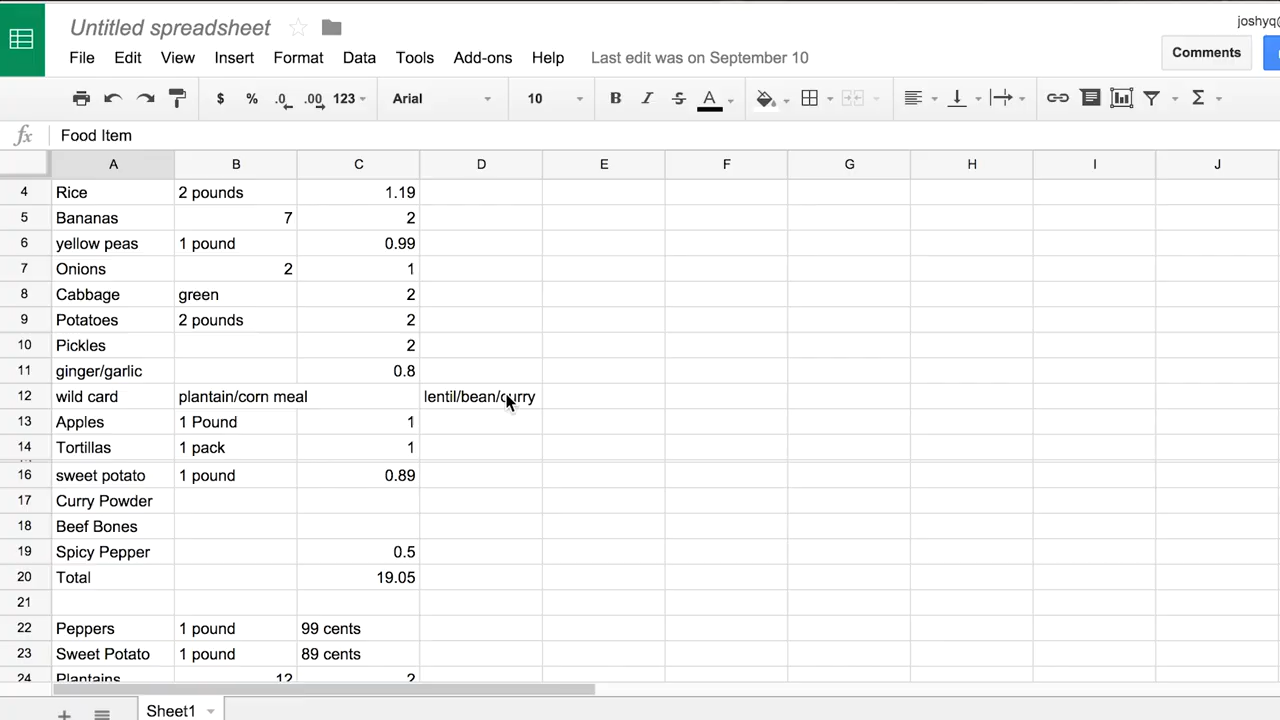 Untitled spreadsheet
joshyq@
File Edit View Insert Format Data Tools Add-ons Help Last edit was on September 10
Comments
$ % .0 .00 123 Arial 10 B I S A Σ
fx Food Item
A B C D E F G H I J
4 Rice 2 pounds 1.19
5 Bananas 7 2
6 yellow peas 1 pound 0.99
7 Onions 2 1
8 Cabbage green 2
9 Potatoes 2 pounds 2
10 Pickles 2
11 ginger/garlic 0.8
12 wild card plantain/corn meal lentil/bean/curry
13 Apples 1 Pound 1
14 Tortillas 1 pack 1
16 sweet potato 1 pound 0.89
17 Curry Powder
18 Beef Bones
19 Spicy Pepper 0.5
20 Total 19.05
21
22 Peppers 1 pound 99 cents
23 Sweet Potato 1 pound 89 cents
24 Plantains 12 2
Sheet1